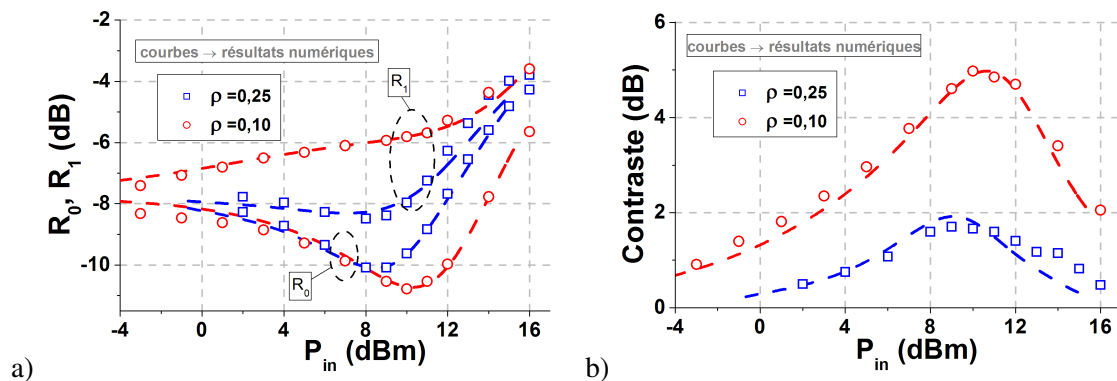 a)
R0, R1 (dB)
-2
-4
-6
-8
-10
courbes → résultats numériques
ρ =0,25
ρ =0,10
R1
R0
-4 0 4 8 12 16
Pin (dBm)
b)
Contraste (dB)
6
4
2
0
courbes → résultats numériques
ρ =0,25
ρ =0,10
-4 0 4 8 12 16
Pin (dBm)